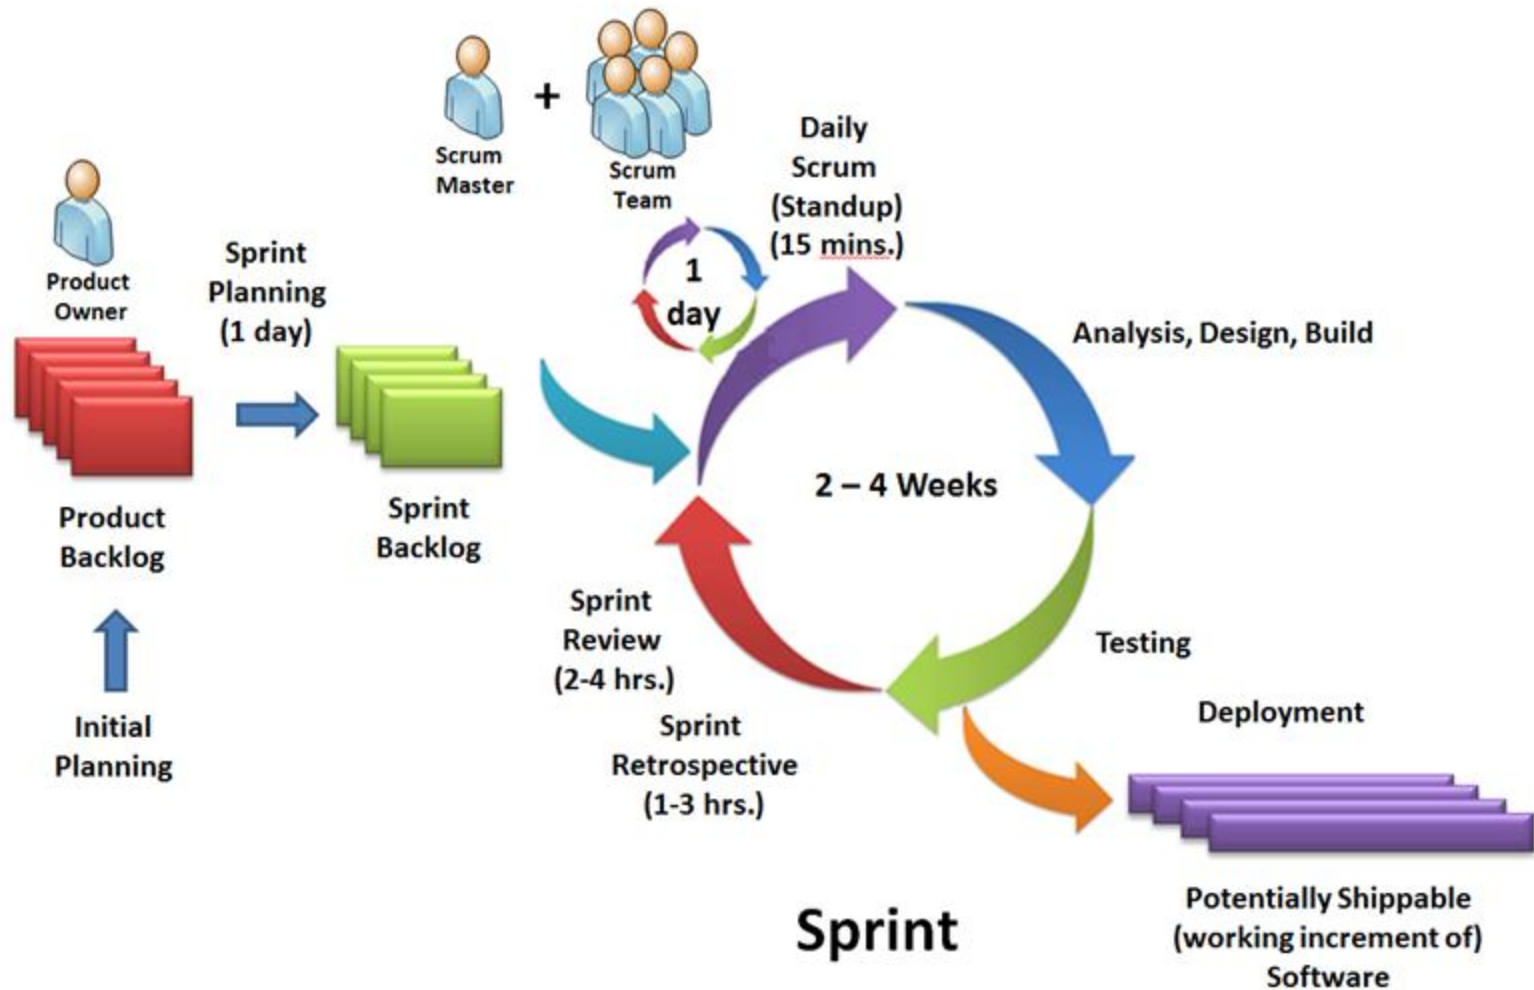 Scrum
Master
+
Scrum
Team
Daily
Scrum
(Standup)
(15 mins.)
Product
Owner
Sprint
Planning
(1 day)
1
day
Analysis, Design, Build
2 – 4 Weeks
Product
Backlog
Sprint
Backlog
Initial
Planning
Sprint
Review
(2-4 hrs.)
Sprint
Retrospective
(1-3 hrs.)
Testing
Deployment
Potentially Shippable
(working increment of)
Software
Sprint